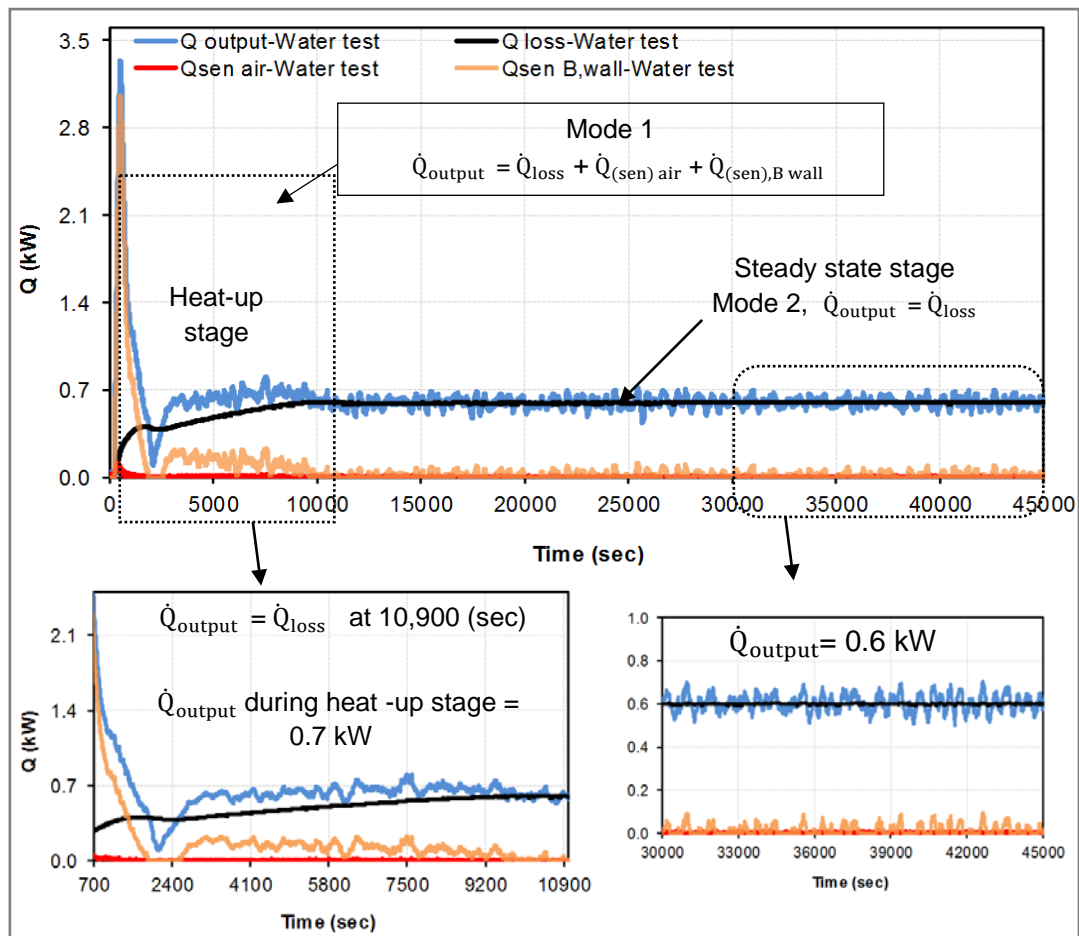 Q output-Water test
Q loss-Water test
Qsen air-Water test
Qsen B,wall-Water test
3.5
2.8
2.1
1.4
0.7
0.0
Q (kW)
Mode 1
Q̇output = Q̇loss + Q̇(sen) air + Q̇(sen),B wall
Heat-up
stage
Steady state stage
Mode 2, Q̇output = Q̇loss
0 5000 10000 15000 20000 25000 30000 35000 40000 45000
Time (sec)
Q̇output = Q̇loss at 10,900 (sec)
Q̇output during heat -up stage =
0.7 kW
2.1
1.4
0.7
0.0
Q (kW)
700 2400 4100 5800 7500 9200 10900
Time (sec)
Q̇output= 0.6 kW
1.0
0.8
0.6
0.4
0.2
0.0
30000 33000 36000 39000 42000 45000
Time (sec)